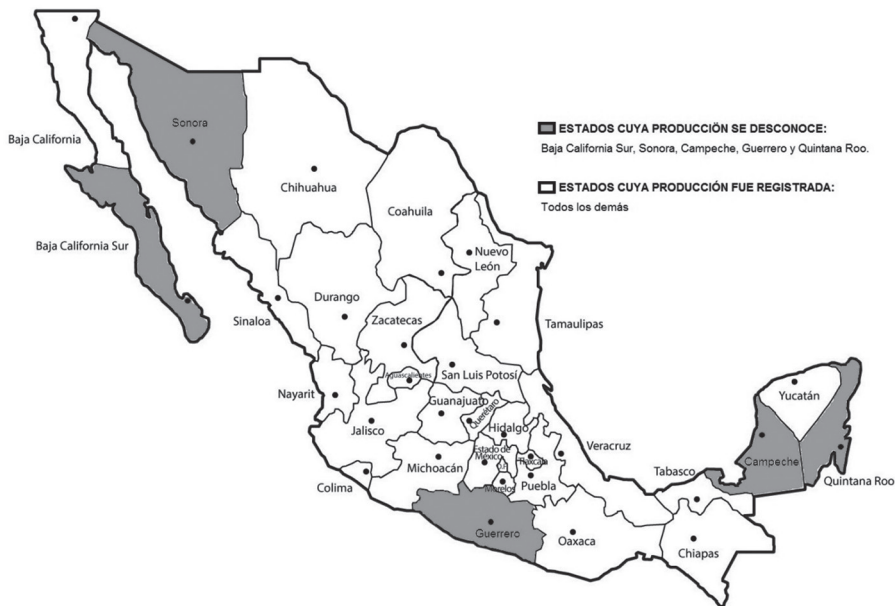 ESTADOS CUYA PRODUCCIÖN SE DESCONOCE:
Baja California Sur, Sonora, Campeche, Guerrero y Quintana Roo.
ESTADOS CUYA PRODUCCIÓN FUE REGISTRADA:
Todos los demás
Baja California
Sonora
Chihuahua
Coahuila
Baja California Sur
Nuevo
León
Sinaloa
Durango
Zacatecas
Tamaulipas
Aguascalientes
San Luis Potosí
Nayarit
Guanajuato
Querétaro
Hidalgo
Jalisco
Yucatán
Estado de
México
Michoacán
D.F.
Tlaxcala
Veracruz
Colima
Morelos
Puebla
Tabasco
Campeche
Quintana Roo
Guerrero
Oaxaca
Chiapas